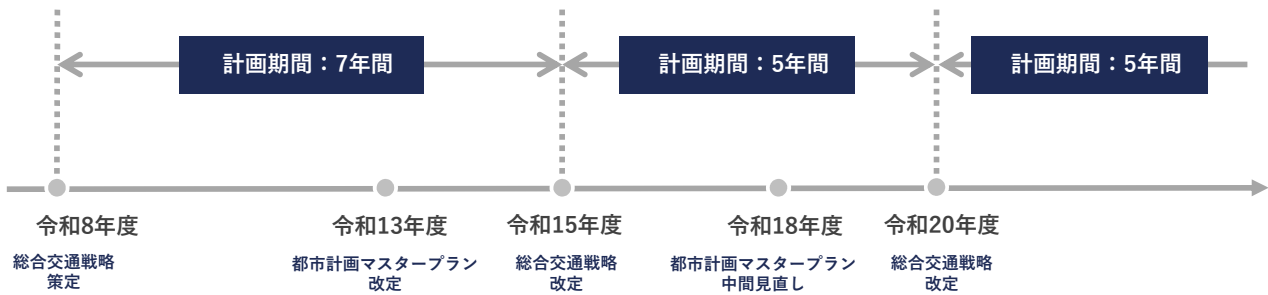 計画期間：7年間
計画期間：5年間
計画期間：5年間
令和8年度
令和13年度
令和15年度
令和18年度
令和20年度
総合交通戦略
策定
都市計画マスタープラン
改定
総合交通戦略
改定
都市計画マスタープラン
中間見直し
総合交通戦略
改定